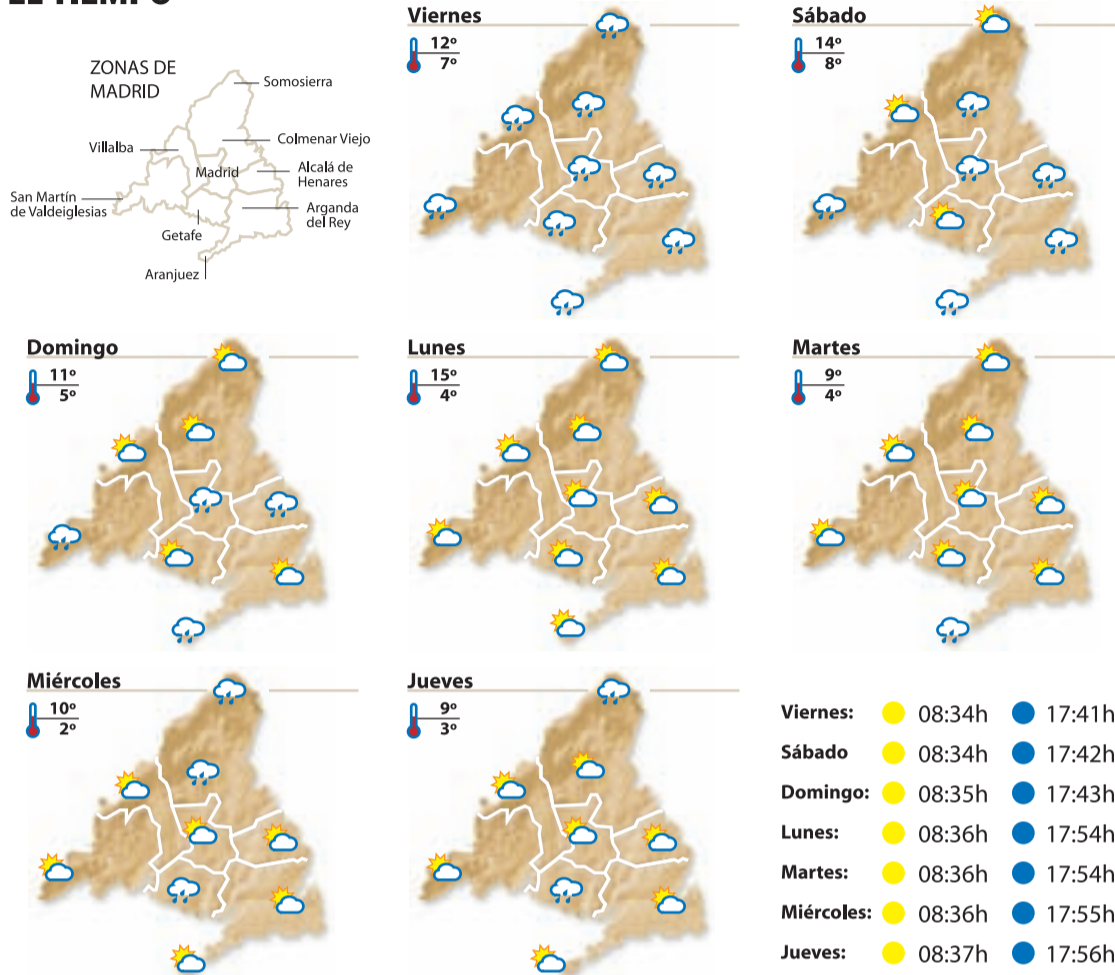 ZONAS DE
MADRID
Somosierra
Colmenar Viejo
Villalba
Madrid
Alcalá de
Henares
San Martín
de Valdeiglesias
Arganda
del Rey
Getafe
Aranjuez
Viernes
12º
7º
Sábado
14º
8º
Domingo
11º
5º
Lunes
15º
4º
Martes
9º
4º
Miércoles
10º
2º
Jueves
9º
3º
Viernes: 08:34h 17:41h
Sábado 08:34h 17:42h
Domingo: 08:35h 17:43h
Lunes: 08:36h 17:54h
Martes: 08:36h 17:54h
Miércoles: 08:36h 17:55h
Jueves: 08:37h 17:56h